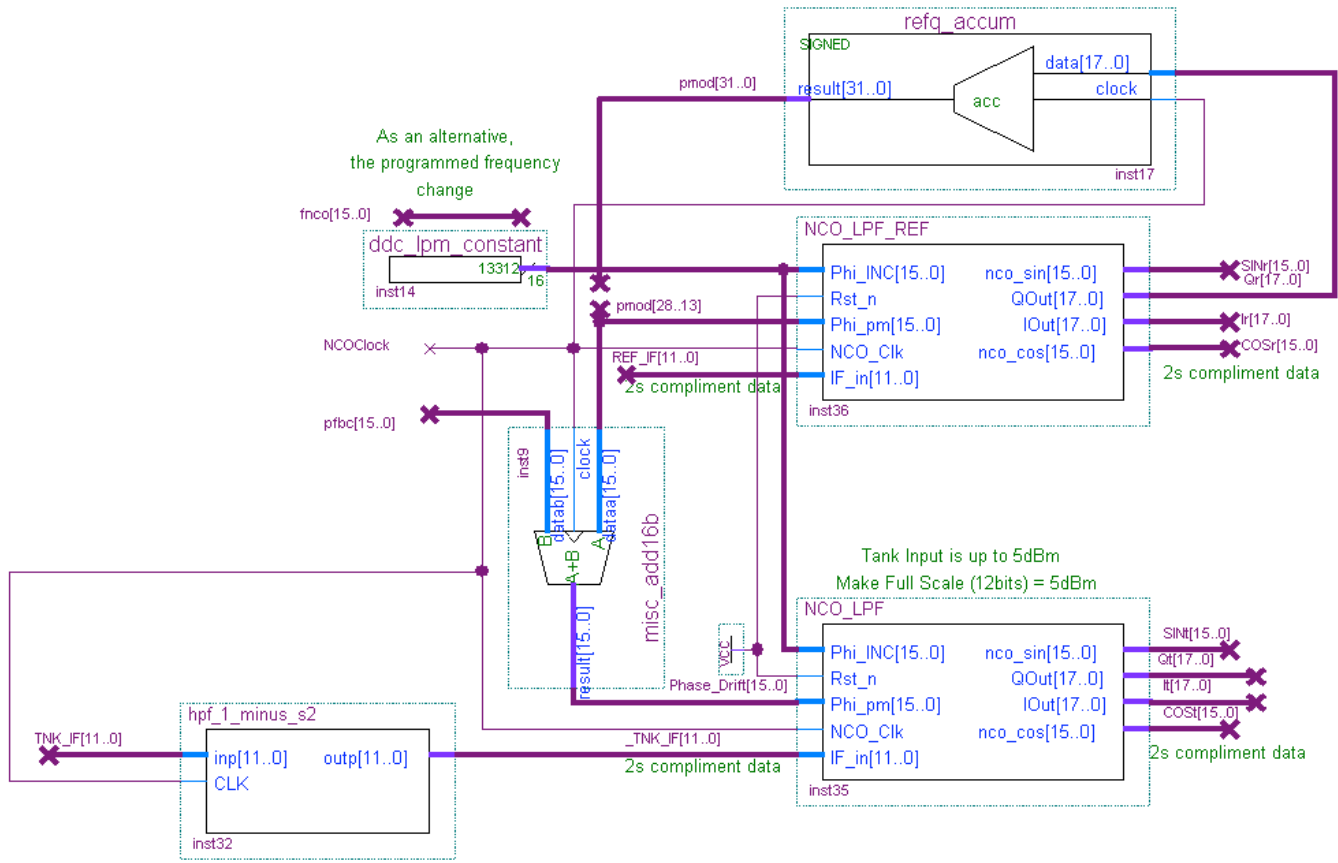 refq_accum
SIGNED
data[17..0]
pmod[31..0]
result[31..0]
clock
acc
inst17
As an alternative,
the programmed frequency
change
fnco[15..0]
ddc_lpm_constant
13312
16
inst14
NCO_LPF_REF
Phi_INC[15..0]
nco_sin[15..0]
SINr[15..0]
Rst_n
QOut[17..0]
Qr[17..0]
pmod[28..13]
Phi_pm[15..0]
IOut[17..0]
Ir[17..0]
NCOClock
NCO_Clk
nco_cos[15..0]
COSr[15..0]
REF_IF[11..0]
IF_in[11..0]
2s compliment data
2s compliment data
inst36
pfbc[15..0]
inst9
datab[15..0]
clock
dataa[15..0]
B
A
A+B
result[15..0]
misc_add16b
Tank Input is up to 5dBm
Make Full Scale (12bits) = 5dBm
NCO_LPF
VCC
Phi_INC[15..0]
nco_sin[15..0]
SINt[15..0]
Rst_n
QOut[17..0]
Qt[17..0]
Phase_Drift[15..0]
Phi_pm[15..0]
IOut[17..0]
It[17..0]
NCO_Clk
nco_cos[15..0]
COSt[15..0]
_TNK_IF[11..0]
IF_in[11..0]
2s compliment data
2s compliment data
inst35
hpf_1_minus_s2
TNK_IF[11..0]
inp[11..0]
outp[11..0]
CLK
inst32